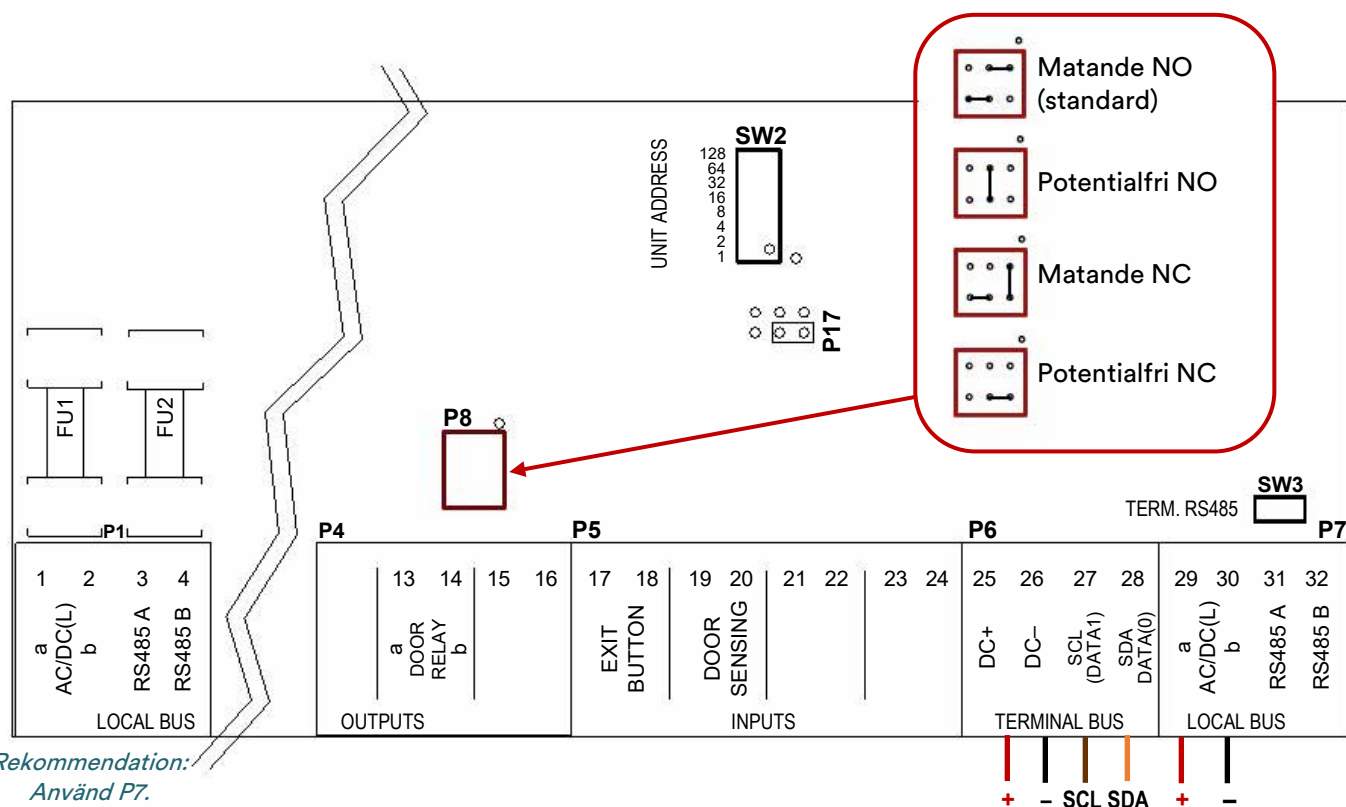 Matande NO
(standard)
Potentialfri NO
Matande NC
Potentialfri NC
SW2
UNIT ADDRESS
128
64
32
16
8
4
2
1
P17
FU1
FU2
P8
SW3
TERM. RS485
P1
P4
P5
P6
P7
1 2 3 4
13 14 15 16
17 18 19 20 21 22 23 24
25 26 27 28
29 30 31 32
a
AC/DC(L)
b
RS485 A
RS485 B
a
DOOR
RELAY
b
EXIT
BUTTON
DOOR
SENSING
DC+
DC–
SCL
(DATA1)
SDA
DATA(0)
a
AC/DC(L)
b
RS485 A
RS485 B
LOCAL BUS
OUTPUTS
INPUTS
TERMINAL BUS
LOCAL BUS
Rekommendation:
Använd P7.
+ – SCL SDA + –